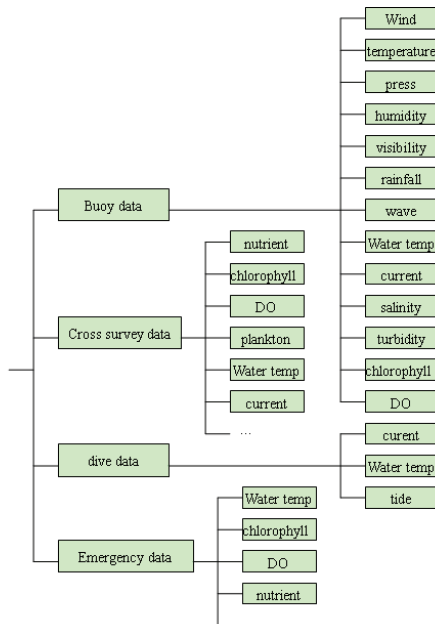 Buoy data
Wind
temperature
press
humidity
visibility
rainfall
wave
Water temp
current
salinity
turbidity
chlorophyll
DO
Cross survey data
nutrient
chlorophyll
DO
plankton
Water temp
current
...
dive data
curent
Water temp
tide
Emergency data
Water temp
chlorophyll
DO
nutrient